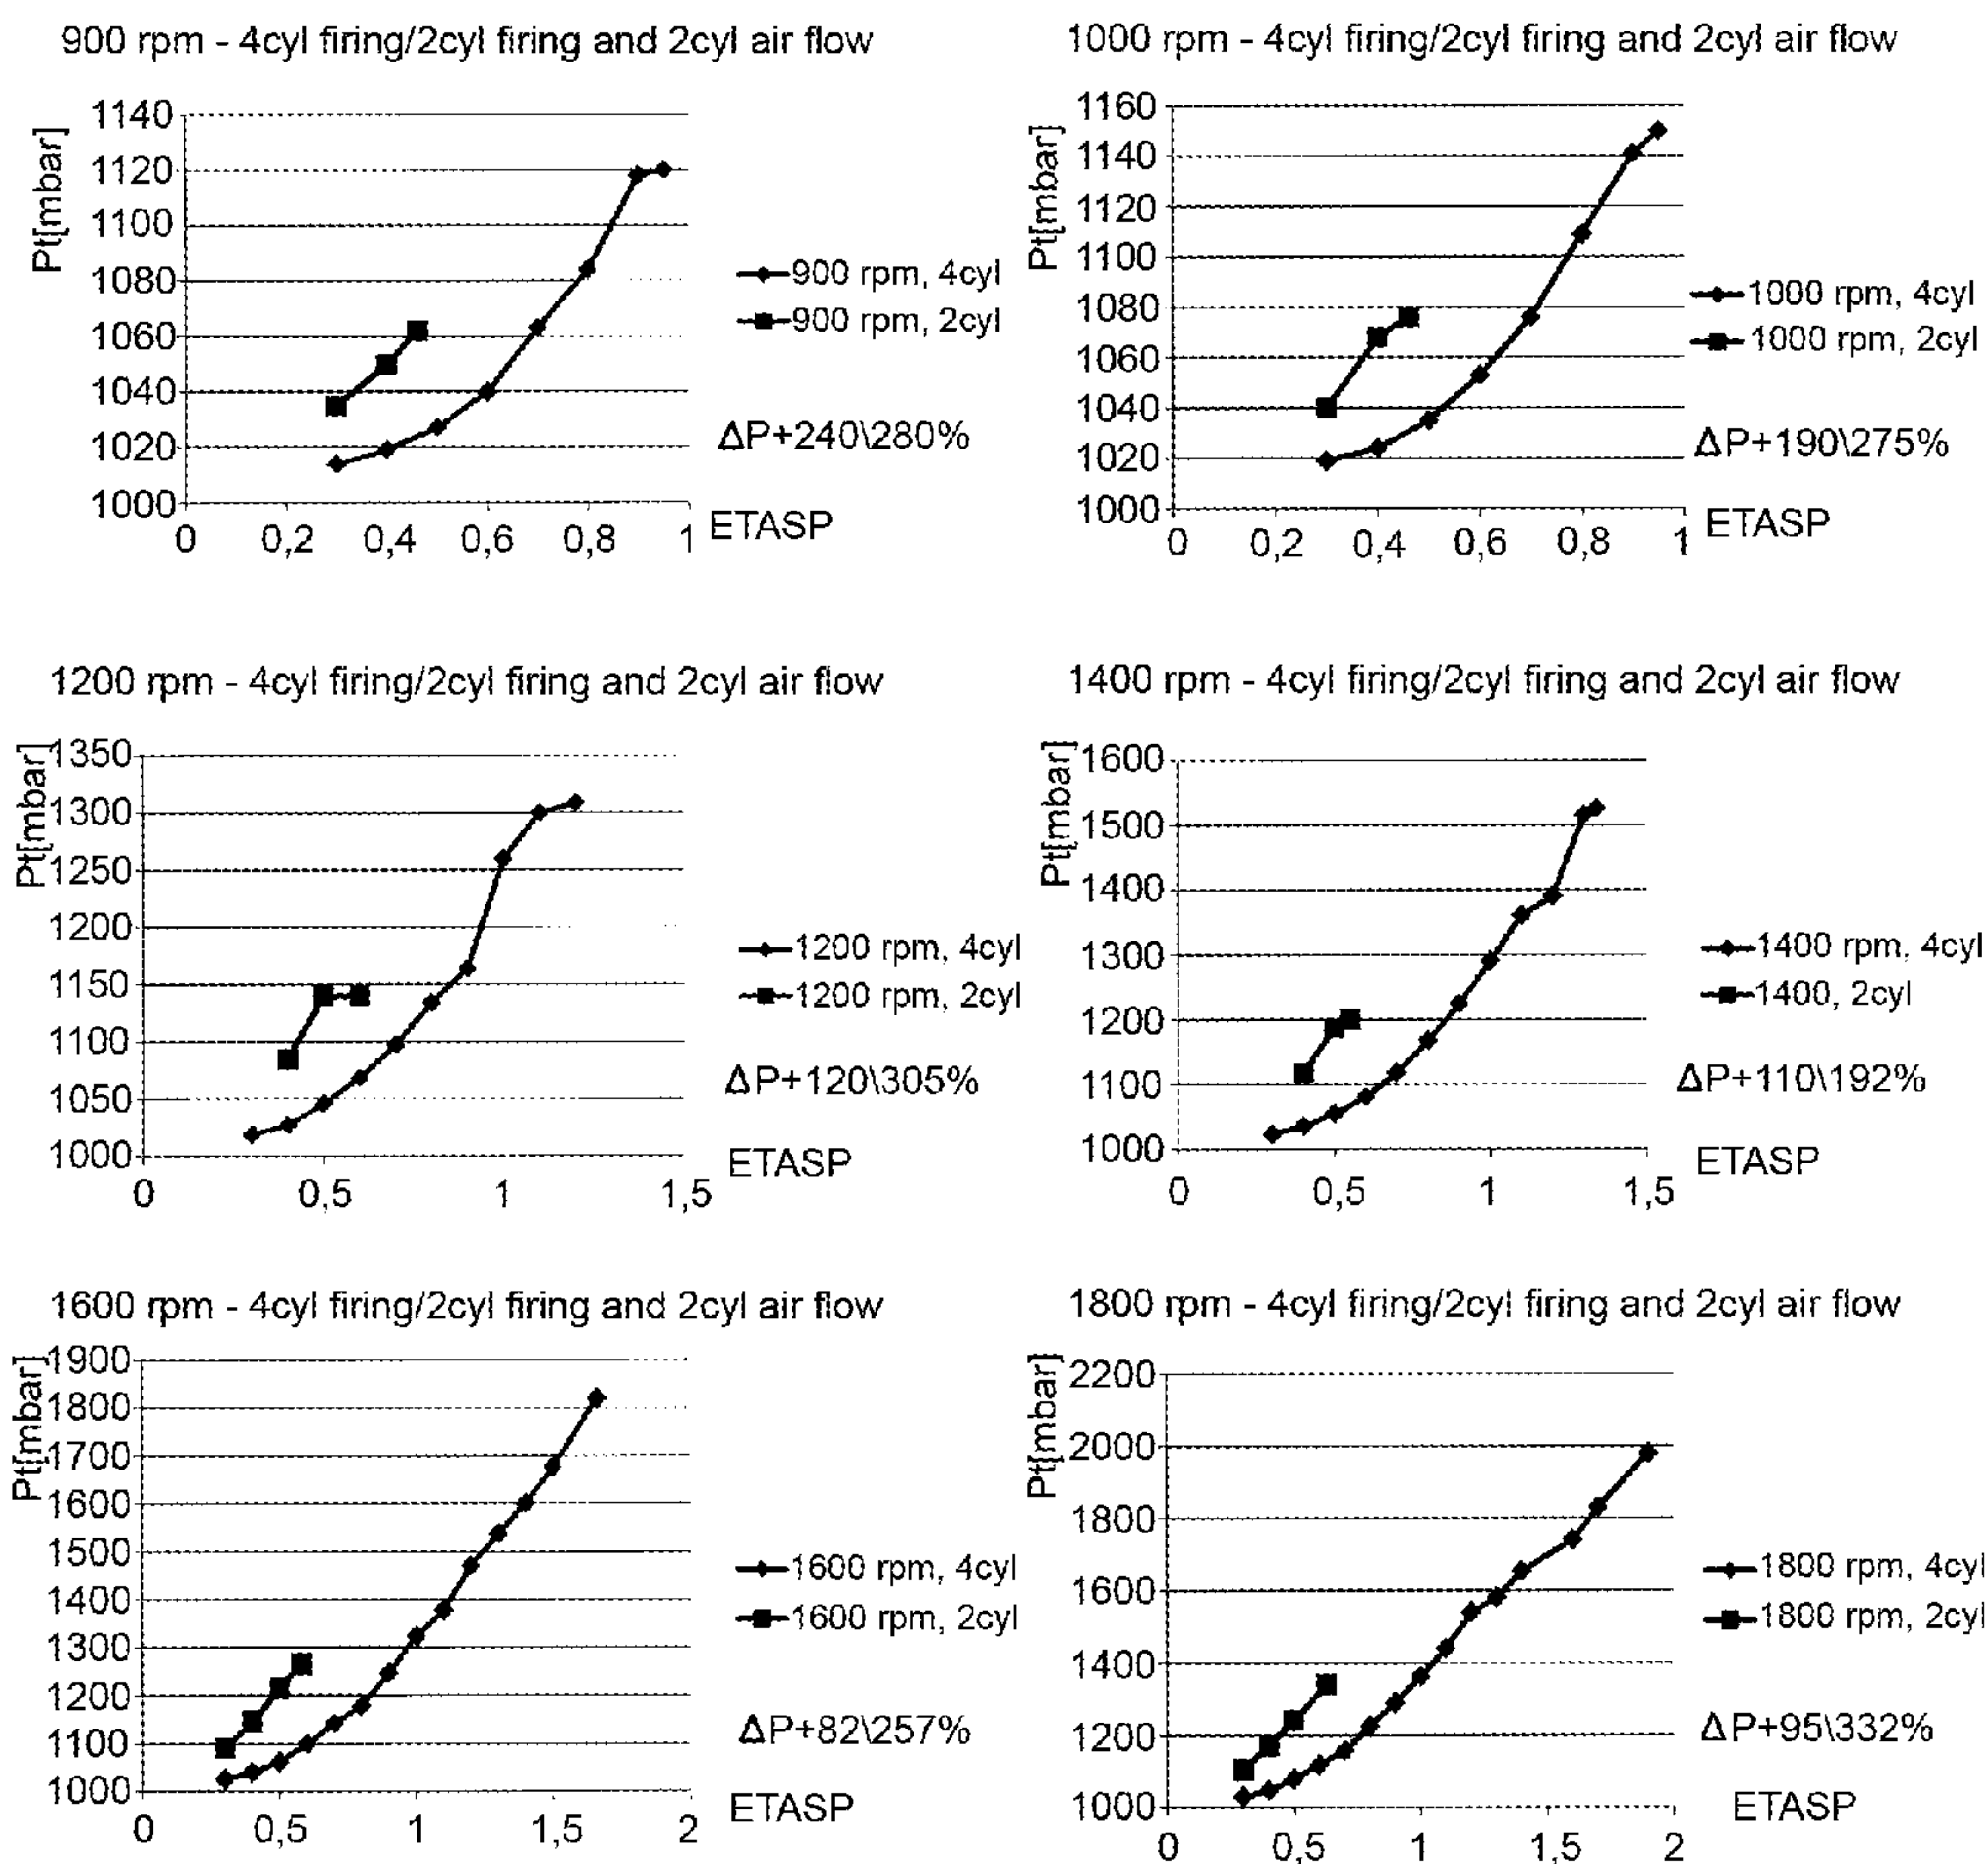 900 rpm - 4cyl firing/2cyl firing and 2cyl air flow
Pt[mbar]
1140
1120
1100
1080
1060
1040
1020
1000
0 0,2 0,4 0,6 0,8 1
ETASP
900 rpm, 4cyl
900 rpm, 2cyl
ΔP+240\280%
1000 rpm - 4cyl firing/2cyl firing and 2cyl air flow
Pt[mbar]
1160
1140
1120
1100
1080
1060
1040
1020
1000
0 0,2 0,4 0,6 0,8 1
ETASP
1000 rpm, 4cyl
1000 rpm, 2cyl
ΔP+190\275%
1200 rpm - 4cyl firing/2cyl firing and 2cyl air flow
Pt[mbar]
1350
1300
1250
1200
1150
1100
1050
1000
0 0,5 1 1,5
ETASP
1200 rpm, 4cyl
1200 rpm, 2cyl
ΔP+120\305%
1400 rpm - 4cyl firing/2cyl firing and 2cyl air flow
Pt[mbar]
1600
1500
1400
1300
1200
1100
1000
0 0,5 1 1,5
ETASP
1400 rpm, 4cyl
1400, 2cyl
ΔP+110\192%
1600 rpm - 4cyl firing/2cyl firing and 2cyl air flow
Pt[mbar]
1900
1800
1700
1600
1500
1400
1300
1200
1100
1000
0 0,5 1 1,5 2
ETASP
1600 rpm, 4cyl
1600 rpm, 2cyl
ΔP+82\257%
1800 rpm - 4cyl firing/2cyl firing and 2cyl air flow
Pt[mbar]
2200
2000
1800
1600
1400
1200
1000
0 0,5 1 1,5 2
ETASP
1800 rpm, 4cyl
1800 rpm, 2cyl
ΔP+95\332%